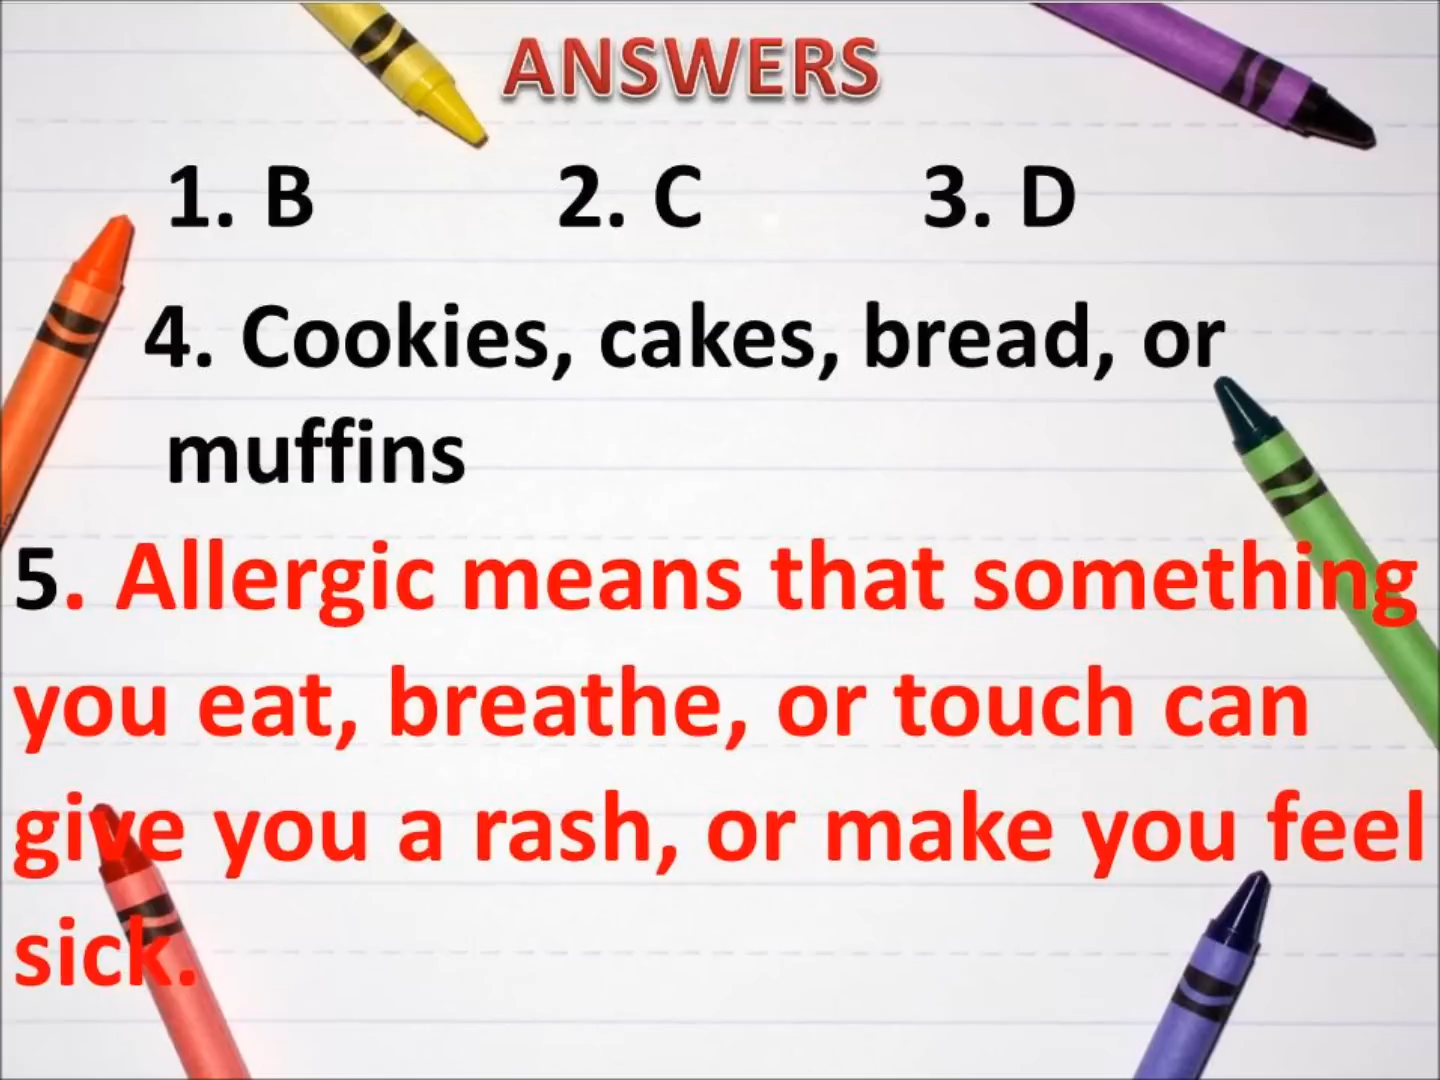 ANSWERS
1. B 2. C 3. D
4. Cookies, cakes, bread, or
muffins
5. Allergic means that something
you eat, breathe, or touch can
give you a rash, or make you feel
sick.